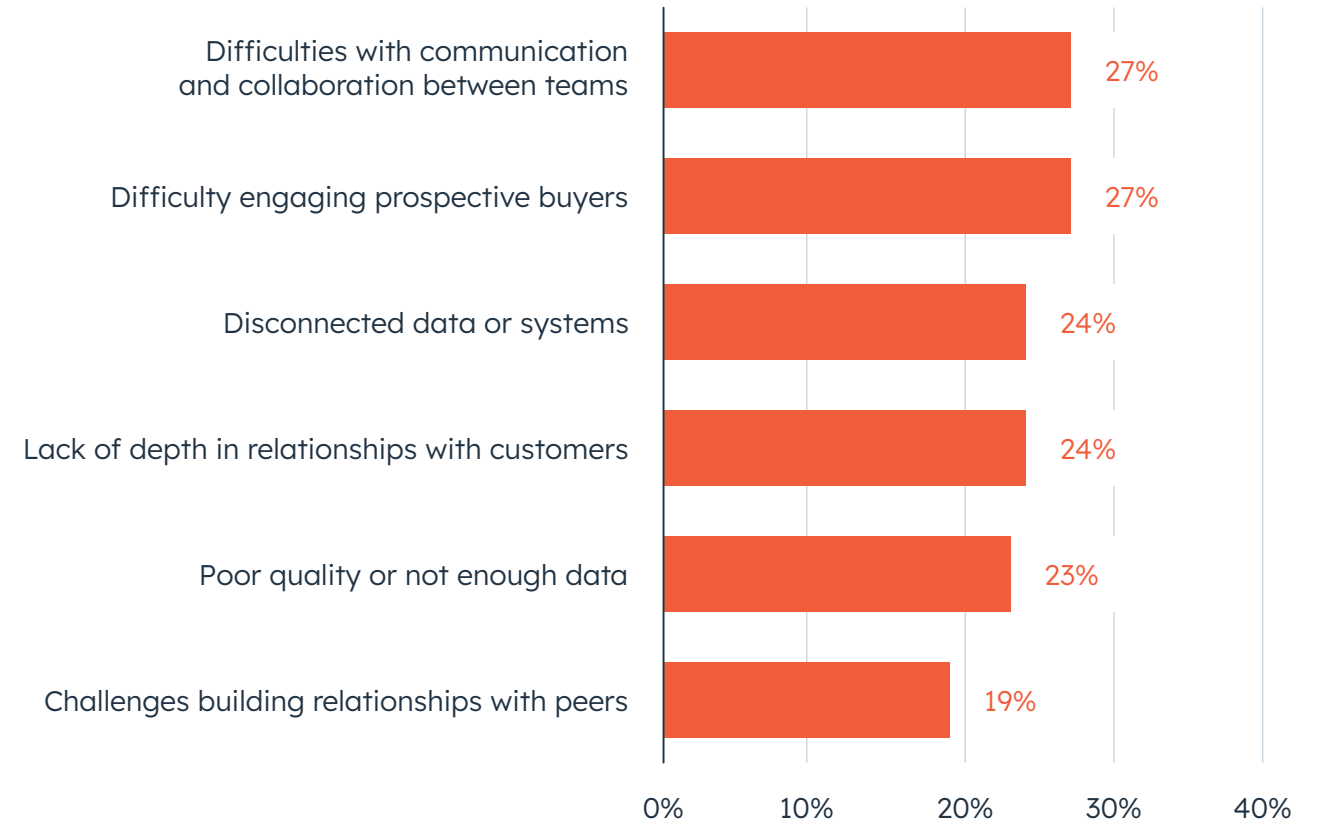 Difficulties with communication
and collaboration between teams
27%
Difficulty engaging prospective buyers
27%
Disconnected data or systems
24%
Lack of depth in relationships with customers
24%
Poor quality or not enough data
23%
Challenges building relationships with peers
19%
0% 10% 20% 30% 40%